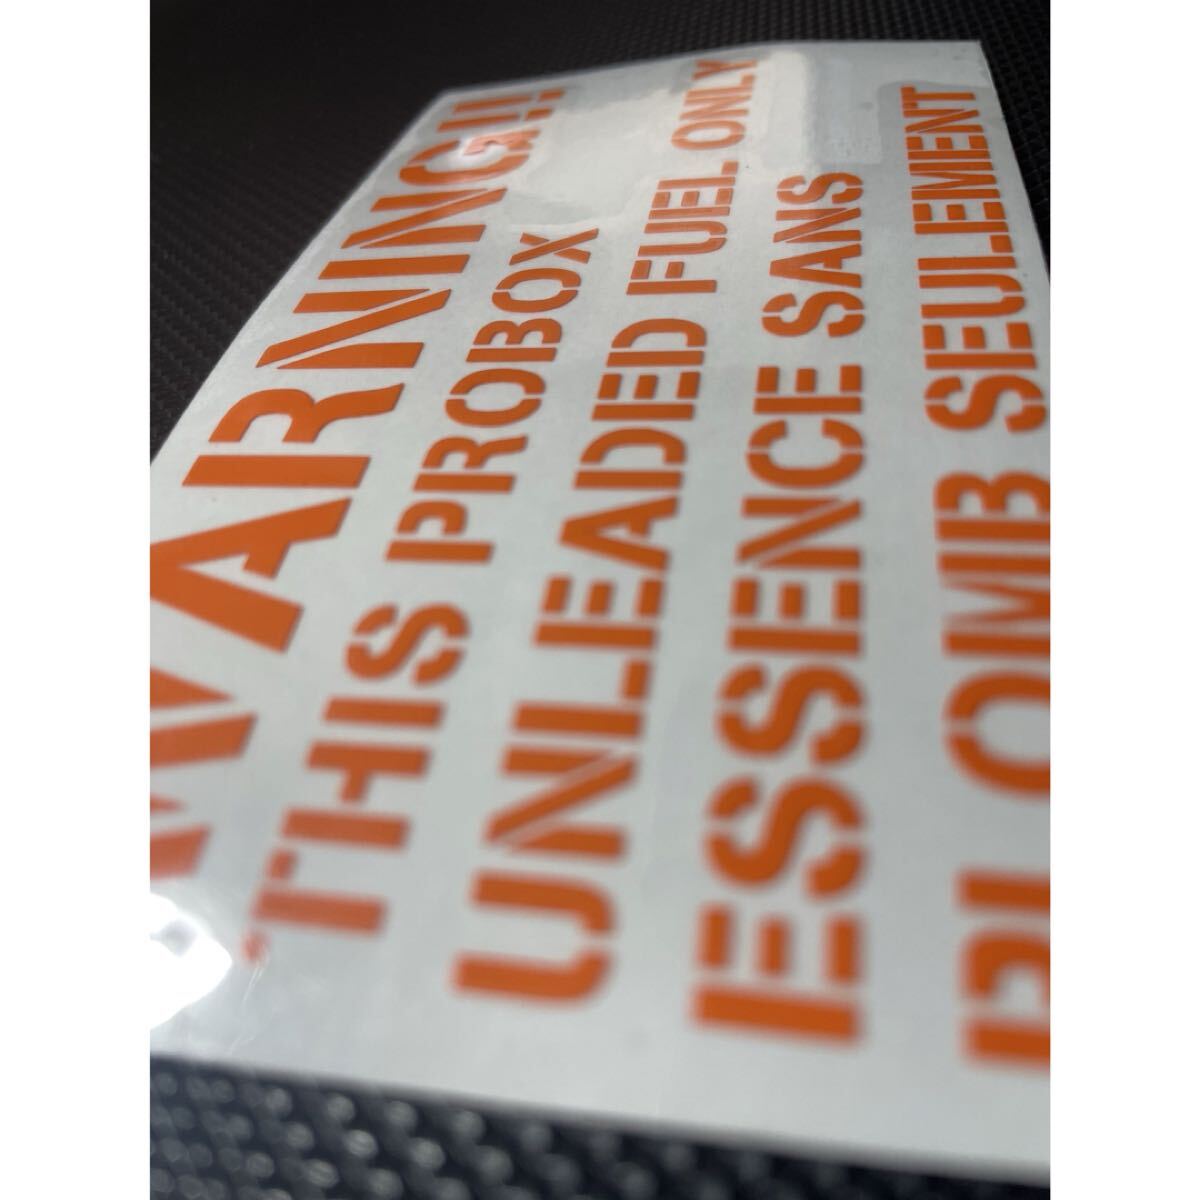 WARNING!!
THIS PROBOX
UNLEADED FUEL ONLY
ESSENCE SANS
PLOMB SEULEMENT